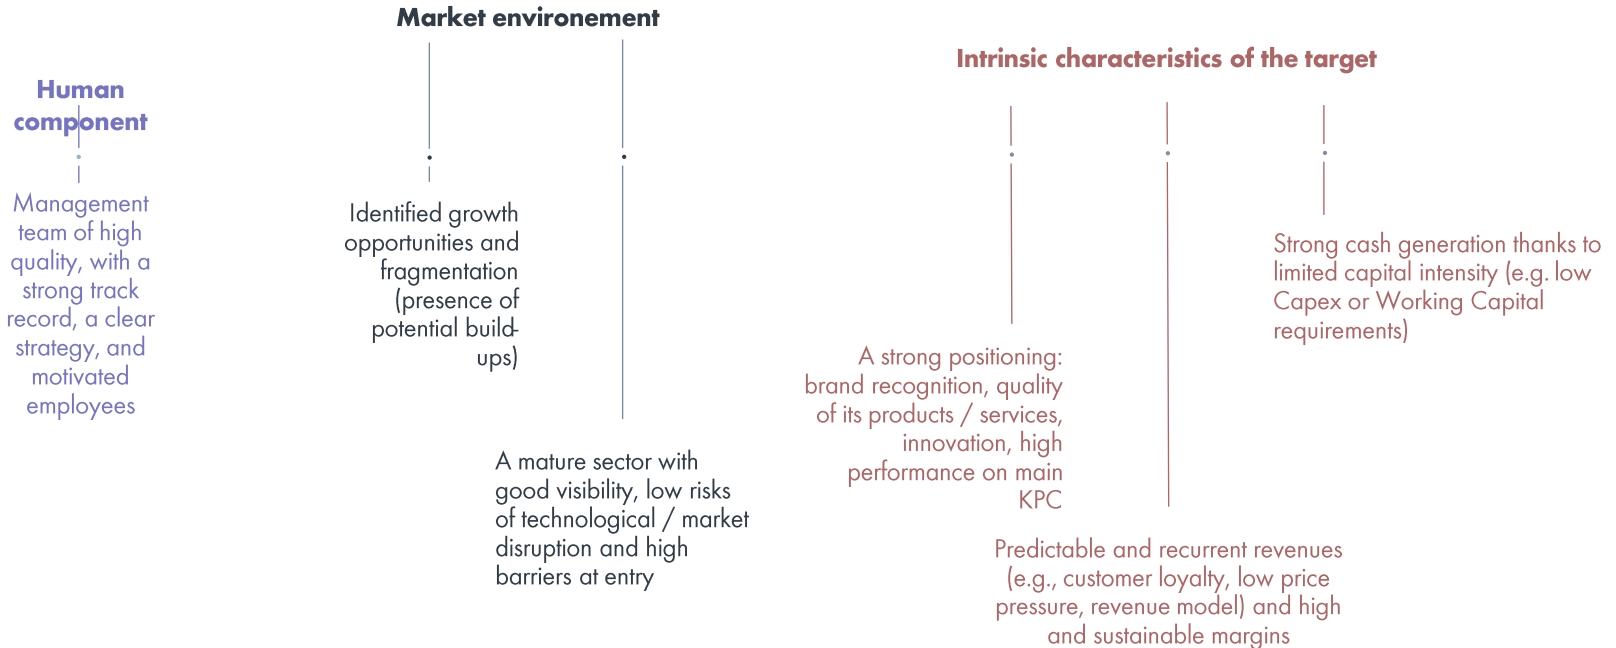 Market environement
Intrinsic characteristics of the target
Human
component
Management
team of high
quality, with a
strong track
record, a clear
strategy, and
motivated
employees
Identified growth
opportunities and
fragmentation
(presence of
potential build-
ups)
A mature sector with
good visibility, low risks
of technological / market
disruption and high
barriers at entry
A strong positioning:
brand recognition, quality
of its products / services,
innovation, high
performance on main
KPC
Predictable and recurrent revenues
(e.g., customer loyalty, low price
pressure, revenue model) and high
and sustainable margins
Strong cash generation thanks to
limited capital intensity (e.g. low
Capex or Working Capital
requirements)